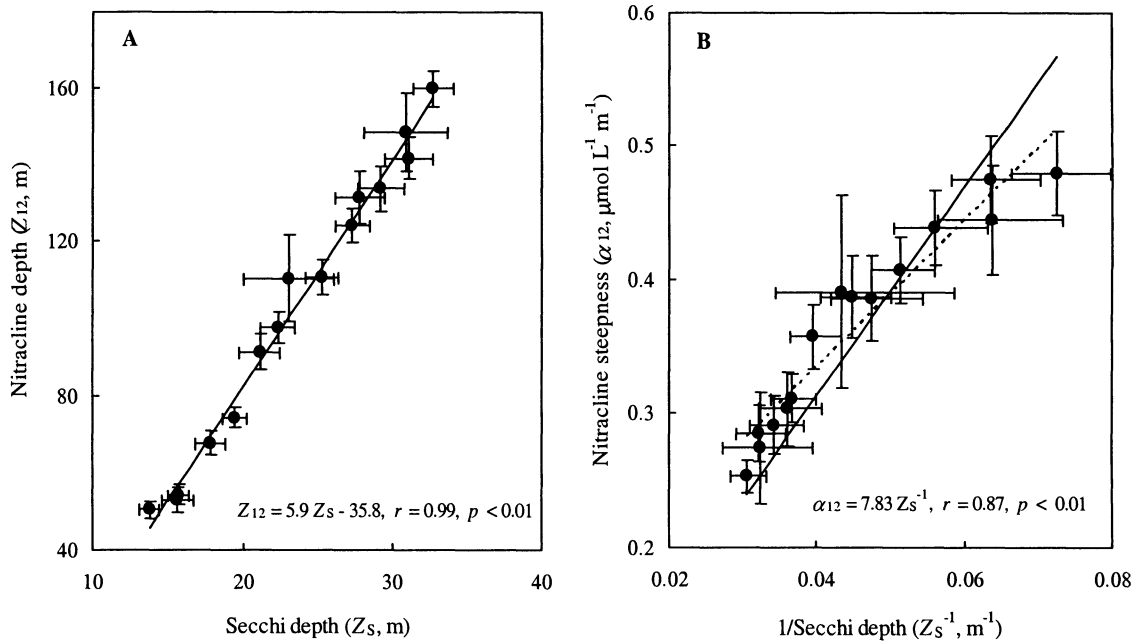 A
Nitracline depth (Z12, m)
160
120
80
40
10 20 30 40
Z12 = 5.9 Zs - 35.8, r = 0.99, p < 0.01
Secchi depth (Zs, m)
B
Nitracline steepness (α12, μmol L-1 m-1)
0.6
0.5
0.4
0.3
0.2
0.02 0.04 0.06 0.08
α12 = 7.83 Zs-1, r = 0.87, p < 0.01
1/Secchi depth (Zs-1, m-1)